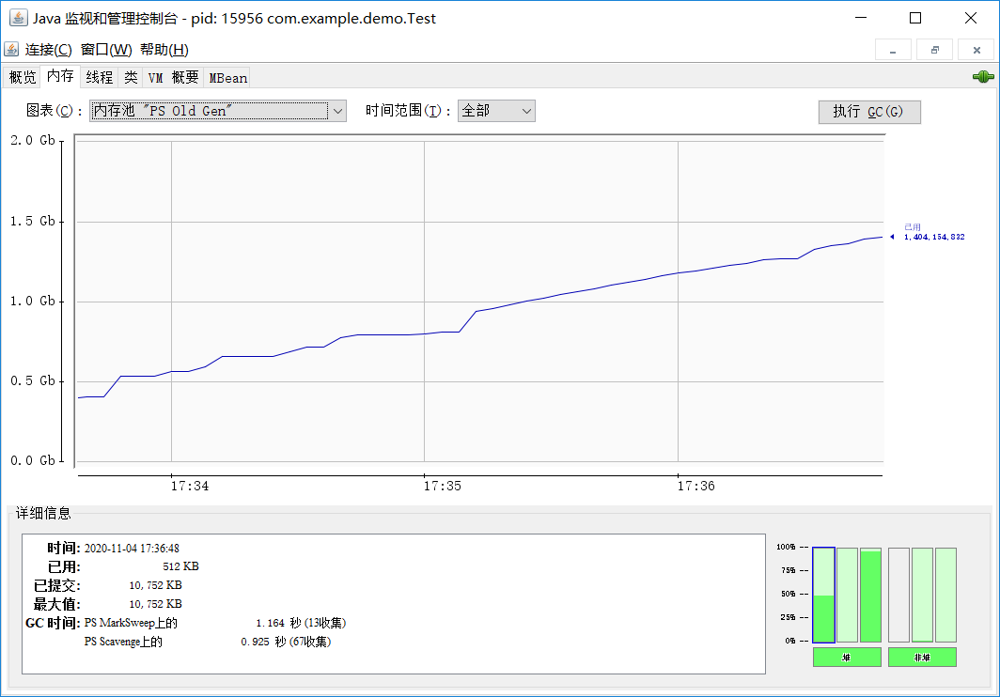 Java 监视和管理控制台 - pid: 15956 com.example.demo.Test
连接(C) 窗口(W) 帮助(H)
概览 内存 线程 类 VM 概要 MBean
图表(C): 内存池 "PS Old Gen" 时间范围(T): 全部 执行 GC(G)
2.0 Gb
1.5 Gb
已用
1,404,154,832
1.0 Gb
0.5 Gb
0.0 Gb
17:34 17:35 17:36
详细信息
时间: 2020-11-04 17:36:48
已用: 512 KB
已提交: 10,752 KB
最大值: 10,752 KB
GC 时间: PS MarkSweep上的 1.164 秒 (13收集)
PS Scavenge上的 0.925 秒 (67收集)
100% --
75% --
50% --
25% --
0% --
堆 非堆